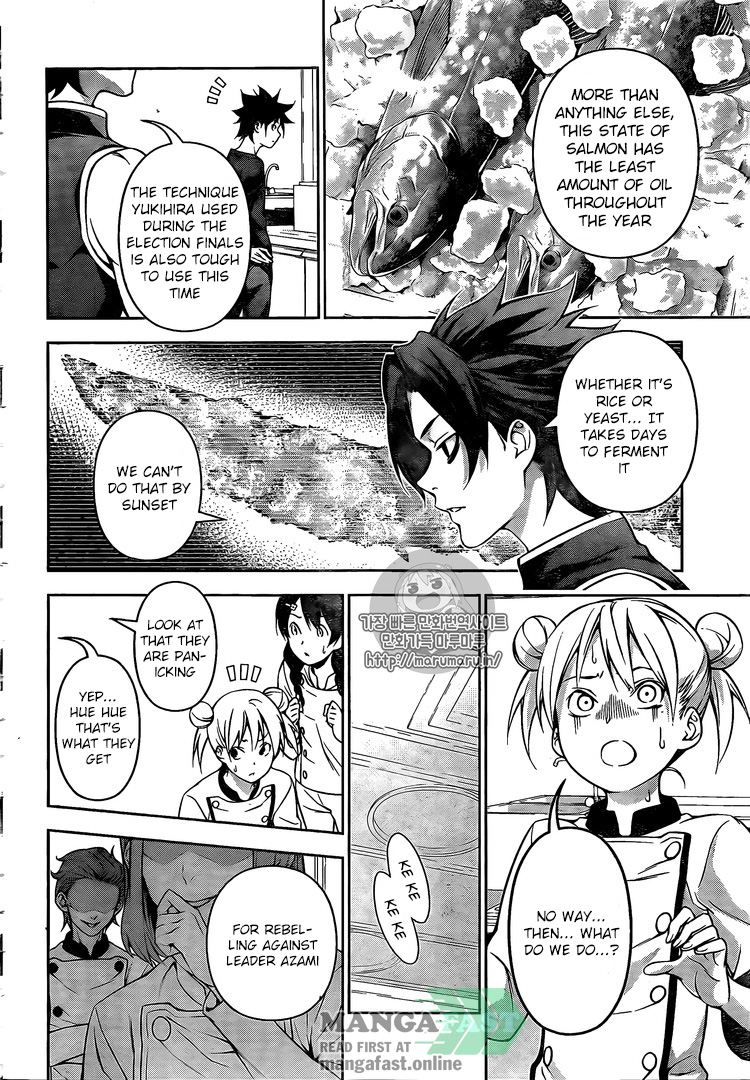 MORE THAN
ANYTHING ELSE,
THIS STATE OF
SALMON HAS
THE LEAST
AMOUNT OF OIL
THROUGHOUT
THE YEAR
THE TECHNIQUE
YUKIHIRA USED
DURING THE
ELECTION FINALS
IS ALSO TOUGH
TO USE THIS
TIME
WHETHER IT'S
RICE OR
YEAST... IT
TAKES DAYS
TO FERMENT
IT
WE CAN'T
DO THAT BY
SUNSET
NO WAY...
THEN... WHAT
DO WE DO...?
가장 빠른 만화번역사이트
만화가득 마루마루
http://marumaru.in/
KE KE
KE KE
LOOK AT
THAT THEY
ARE PAN-
ICKING
YEP...
HUE HUE
THAT'S
WHAT THEY
GET
FOR REBEL-
LING AGAINST
LEADER AZAMI
MANGAFAST
READ FIRST AT
mangafast.online